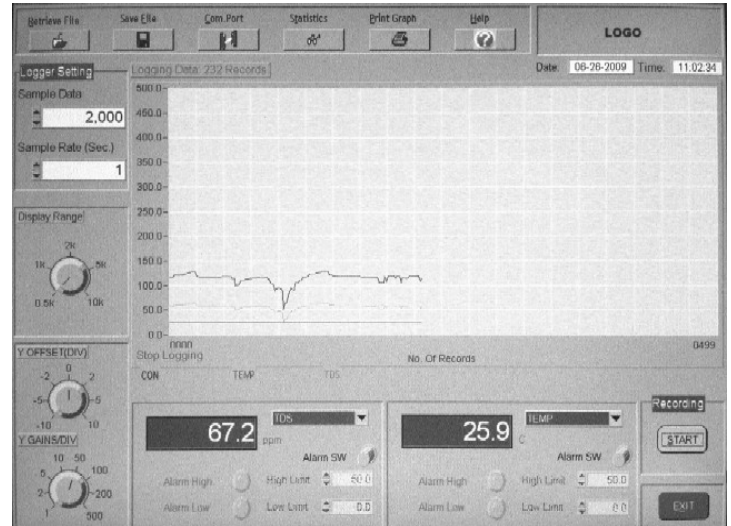 Retrieve File Save File Com.Port Statistics Print Graph Help
LOGO
Logger Setting
Logging Data: 232 Records
Date: 06-26-2009 Time: 11.02.34
Sample Data
2,000
Sample Rate (Sec.)
1
500.0
450.0
400.0
350.0
300.0
250.0
200.0
150.0
100.0
50.0
0.0
Display Range
2K
1K 5K
0.5K 10K
0499
Stop Logging
No. Of Records
CON TEMP TDS
Y OFFSET(DIV)
0
-2 2
-5 5
-10 10
Y GAINS/DIV
10 50
5 100
2 200
1 500
67.2 ppm
TDS
Alarm SW
Alarm High High Limit 50.0
Alarm Low Low Limit 0.0
25.9 C
TEMP
Alarm SW
Alarm High High Limit 50.0
Alarm Low Low Limit 0.0
Recording
START
EXIT